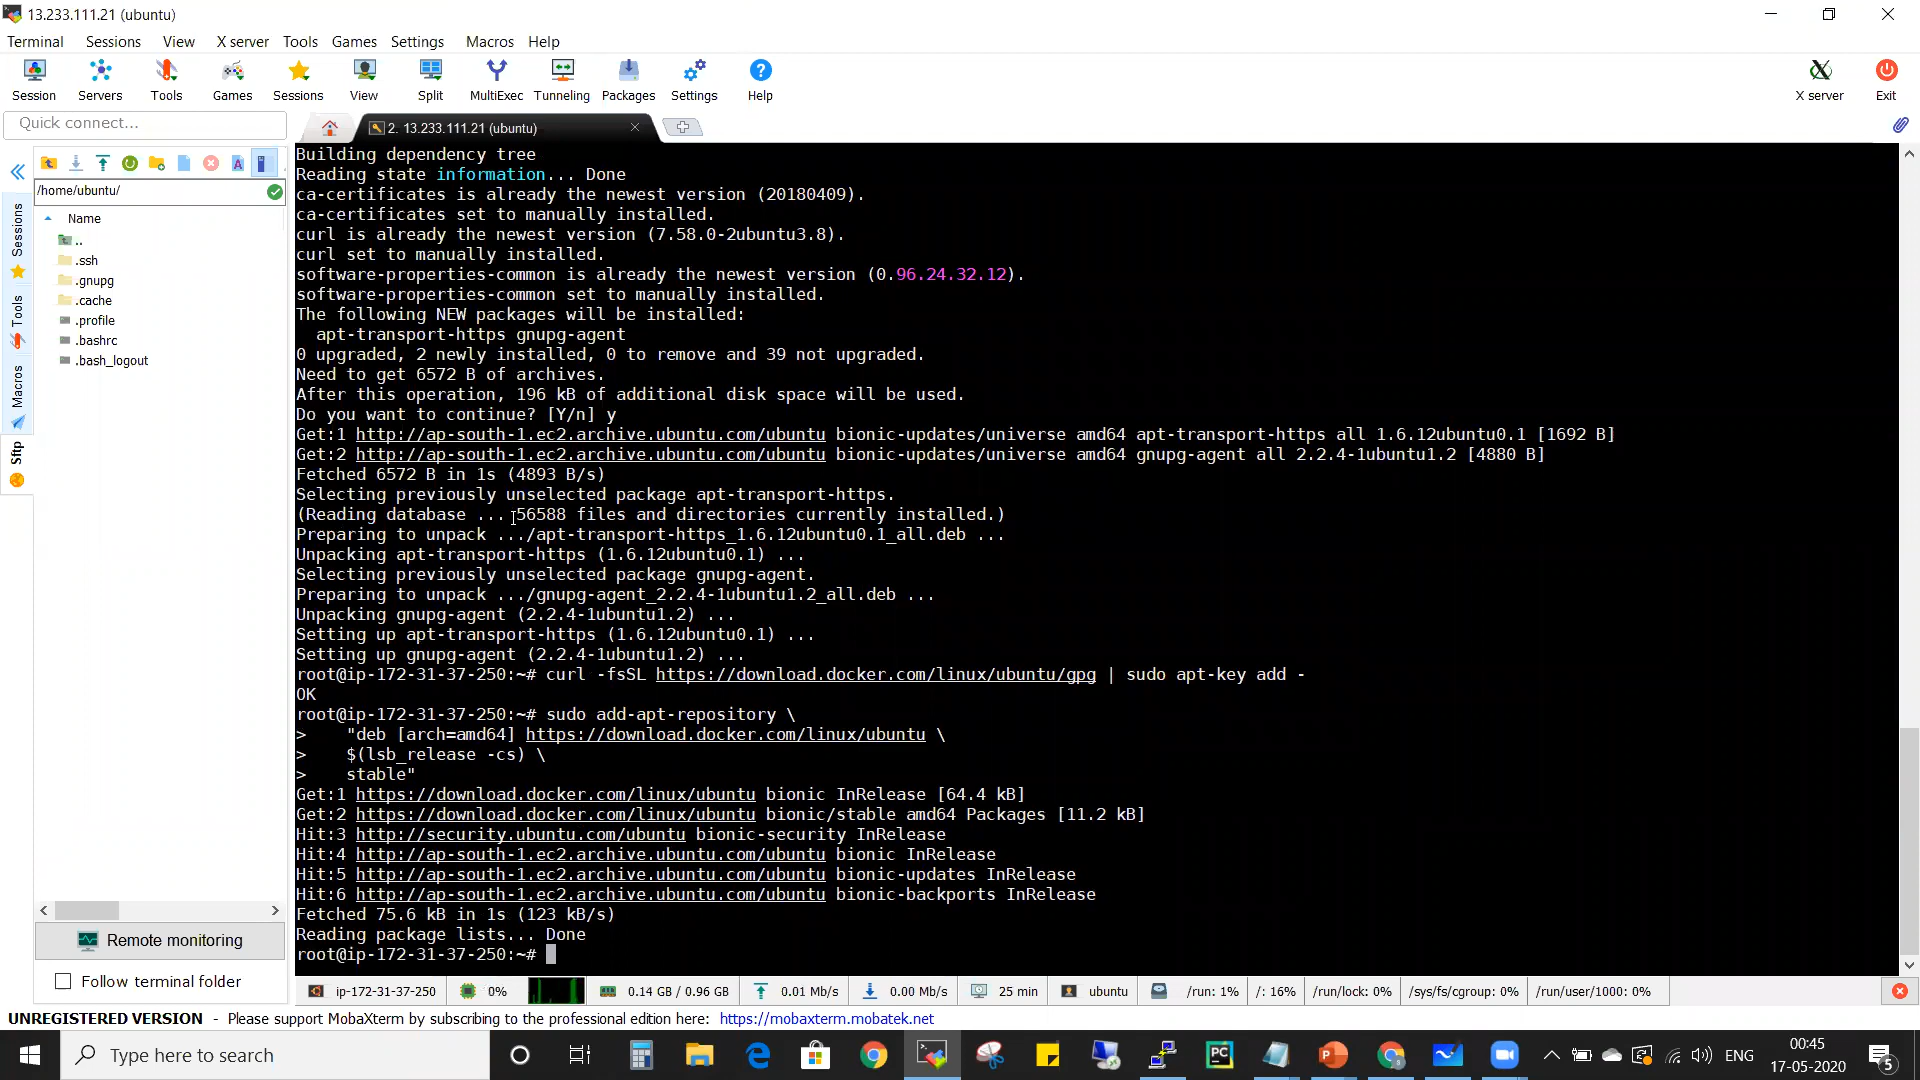 13.233.111.21 (ubuntu)
Terminal Sessions View X server Tools Games Settings Macros Help
Session Servers Tools Games Sessions View Split MultiExec Tunneling Packages Settings Help X server Exit
Quick connect...
2. 13.233.111.21 (ubuntu)
/home/ubuntu/
Name
..
.ssh
.gnupg
.cache
.profile
.bashrc
.bash_logout
Sessions
Tools
Macros
Sftp
Building dependency tree
Reading state information... Done
ca-certificates is already the newest version (20180409).
ca-certificates set to manually installed.
curl is already the newest version (7.58.0-2ubuntu3.8).
curl set to manually installed.
software-properties-common is already the newest version (0.96.24.32.12).
software-properties-common set to manually installed.
The following NEW packages will be installed:
  apt-transport-https gnupg-agent
0 upgraded, 2 newly installed, 0 to remove and 39 not upgraded.
Need to get 6572 B of archives.
After this operation, 196 kB of additional disk space will be used.
Do you want to continue? [Y/n] y
Get:1 http://ap-south-1.ec2.archive.ubuntu.com/ubuntu bionic-updates/universe amd64 apt-transport-https all 1.6.12ubuntu0.1 [1692 B]
Get:2 http://ap-south-1.ec2.archive.ubuntu.com/ubuntu bionic-updates/universe amd64 gnupg-agent all 2.2.4-1ubuntu1.2 [4880 B]
Fetched 6572 B in 1s (4893 B/s)
Selecting previously unselected package apt-transport-https.
(Reading database ... 56588 files and directories currently installed.)
Preparing to unpack .../apt-transport-https_1.6.12ubuntu0.1_all.deb ...
Unpacking apt-transport-https (1.6.12ubuntu0.1) ...
Selecting previously unselected package gnupg-agent.
Preparing to unpack .../gnupg-agent_2.2.4-1ubuntu1.2_all.deb ...
Unpacking gnupg-agent (2.2.4-1ubuntu1.2) ...
Setting up apt-transport-https (1.6.12ubuntu0.1) ...
Setting up gnupg-agent (2.2.4-1ubuntu1.2) ...
root@ip-172-31-37-250:~# curl -fsSL https://download.docker.com/linux/ubuntu/gpg | sudo apt-key add -
OK
root@ip-172-31-37-250:~# sudo add-apt-repository \
>    "deb [arch=amd64] https://download.docker.com/linux/ubuntu \
>    $(lsb_release -cs) \
>    stable"
Get:1 https://download.docker.com/linux/ubuntu bionic InRelease [64.4 kB]
Get:2 https://download.docker.com/linux/ubuntu bionic/stable amd64 Packages [11.2 kB]
Hit:3 http://security.ubuntu.com/ubuntu bionic-security InRelease
Hit:4 http://ap-south-1.ec2.archive.ubuntu.com/ubuntu bionic InRelease
Hit:5 http://ap-south-1.ec2.archive.ubuntu.com/ubuntu bionic-updates InRelease
Hit:6 http://ap-south-1.ec2.archive.ubuntu.com/ubuntu bionic-backports InRelease
Fetched 75.6 kB in 1s (123 kB/s)
Reading package lists... Done
root@ip-172-31-37-250:~#
Remote monitoring
Follow terminal folder
ip-172-31-37-250 0% 0.14 GB / 0.96 GB 0.01 Mb/s 0.00 Mb/s 25 min ubuntu /run: 1% /: 16% /run/lock: 0% /sys/fs/cgroup: 0% /run/user/1000: 0%
UNREGISTERED VERSION - Please support MobaXterm by subscribing to the professional edition here: https://mobaxterm.mobatek.net
Type here to search
ENG
00:45
17-05-2020
5